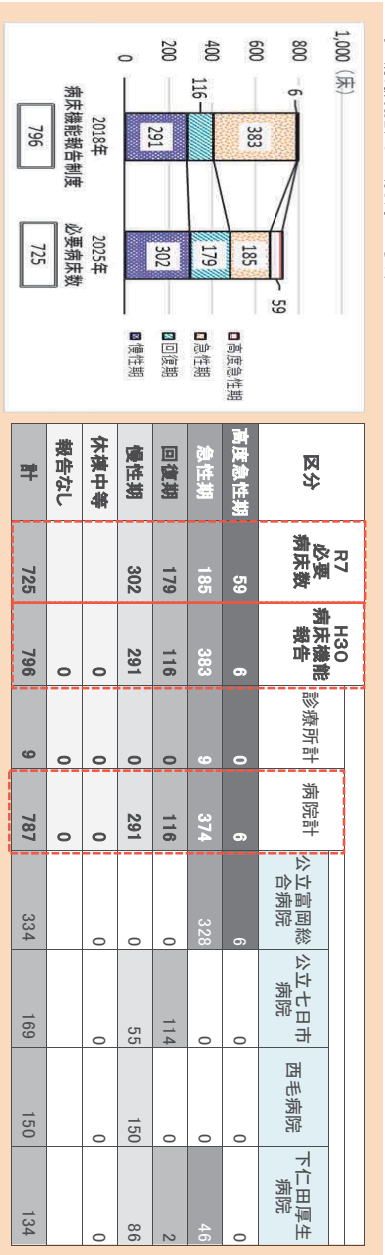 1,000（床）
800
600
400
200
0
6
383
116
291
59
185
179
302
2018年
病床機能報告制度
2025年
必要病床数
796
725
高度急性期
急性期
回復期
慢性期
区分 R7 必要 病床数 H30 病床機能 報告 診療所計 病院計 公立富岡総合病院 公立七日市病院 西毛病院 下仁田厚生病院
高度急性期 59 6 0 6 6 0 0 0
急性期 185 383 9 374 328 0 0 46
回復期 179 116 0 116 0 114 0 2
慢性期 302 291 0 291 0 55 150 86
休棟中等 0 0 0 0 0 0 0
報告なし 0 0 0
計 725 796 9 787 334 169 150 134